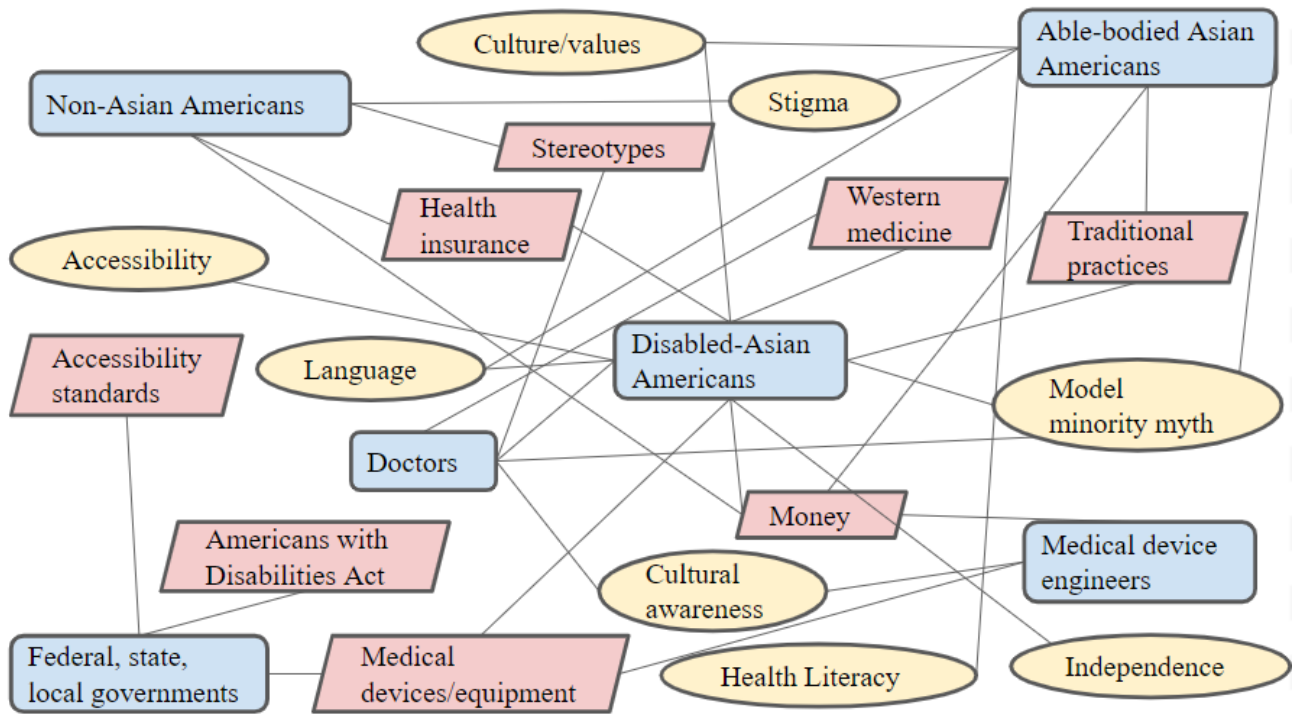 Culture/values
Able-bodied Asian
Americans
Non-Asian Americans
Stigma
Stereotypes
Health
insurance
Western
medicine
Traditional
practices
Accessibility
Accessibility
standards
Language
Disabled-Asian
Americans
Model
minority myth
Doctors
Money
Americans with
Disabilities Act
Cultural
awareness
Medical device
engineers
Federal, state,
local governments
Medical
devices/equipment
Health Literacy
Independence